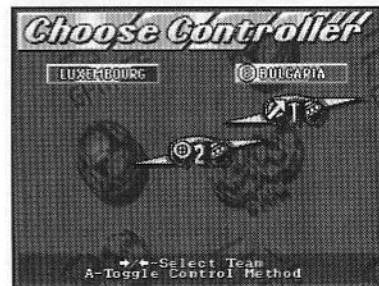 Choose Controller
LUXEMBOURG BULGARIA
1
2
→/←-Select Team
A-Toggle Control Method